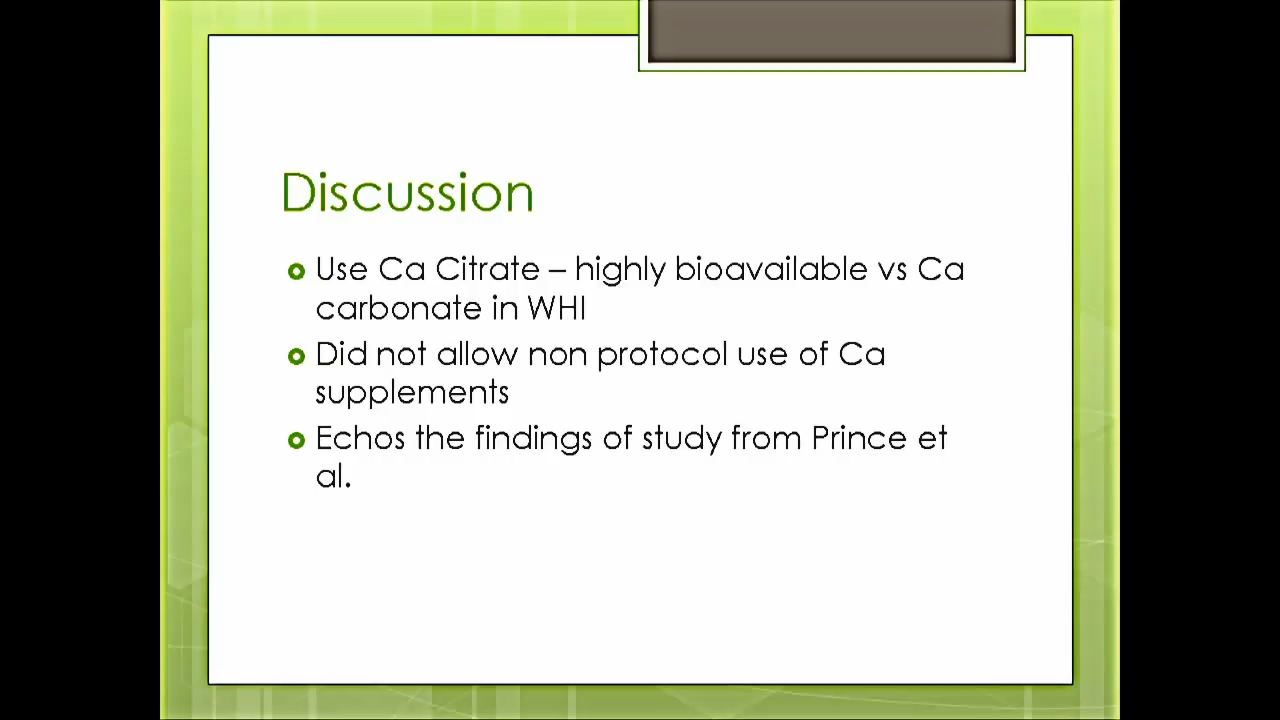 Discussion
Use Ca Citrate – highly bioavailable vs Ca
carbonate in WHI
Did not allow non protocol use of Ca
supplements
Echos the findings of study from Prince et
al.